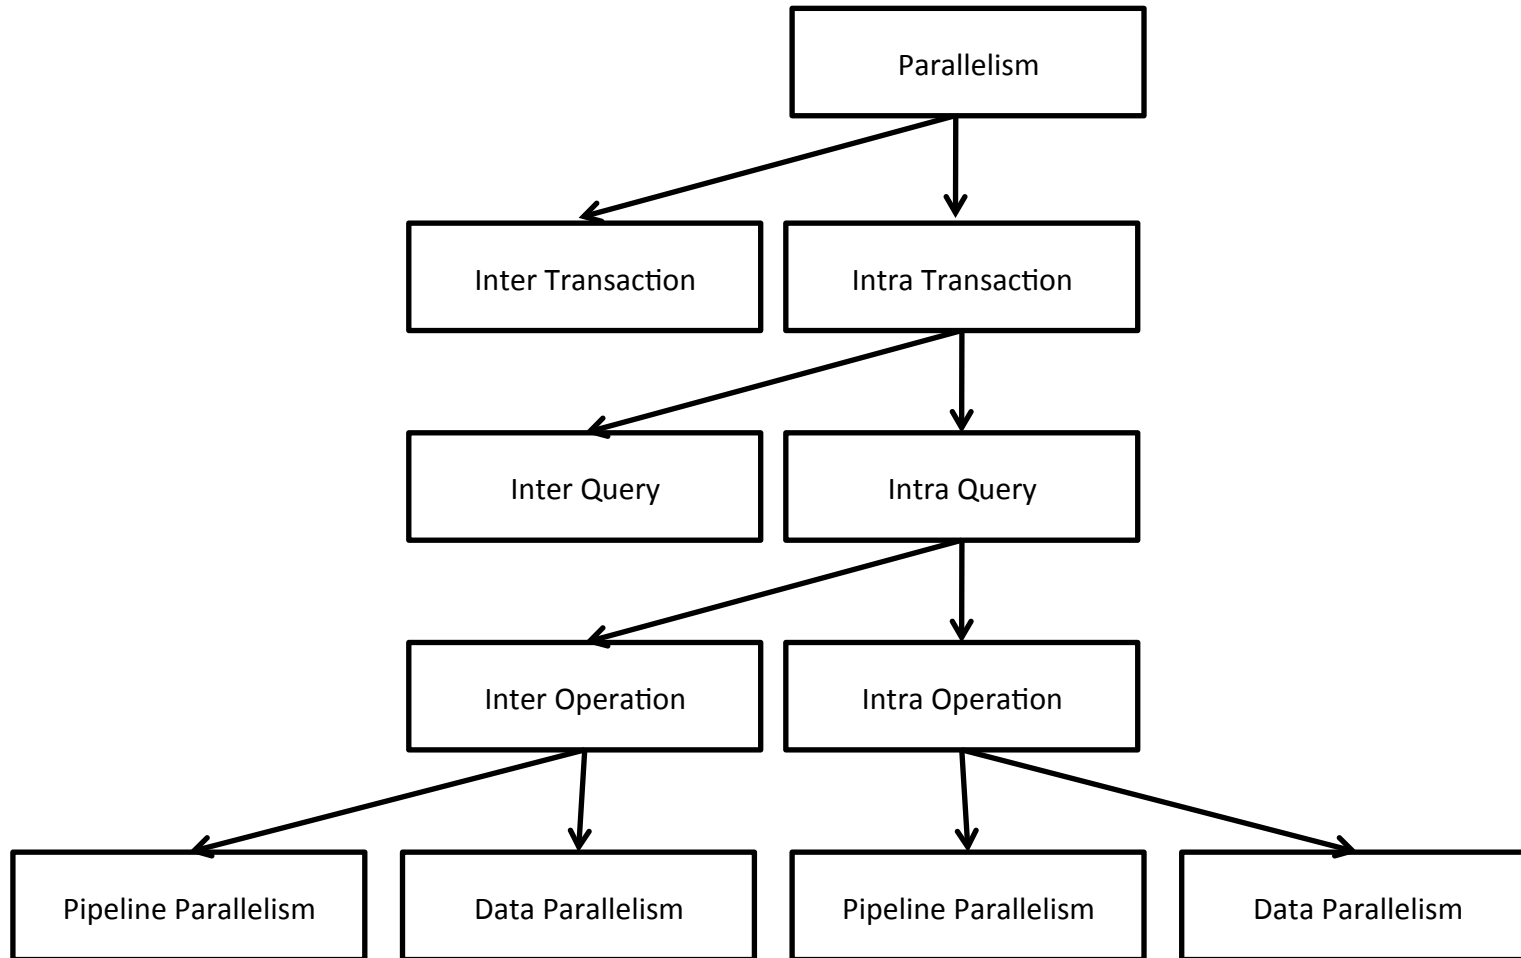 Parallelism
Inter Transaction
Intra Transaction
Inter Query
Intra Query
Inter Operation
Intra Operation
Pipeline Parallelism
Data Parallelism
Pipeline Parallelism
Data Parallelism